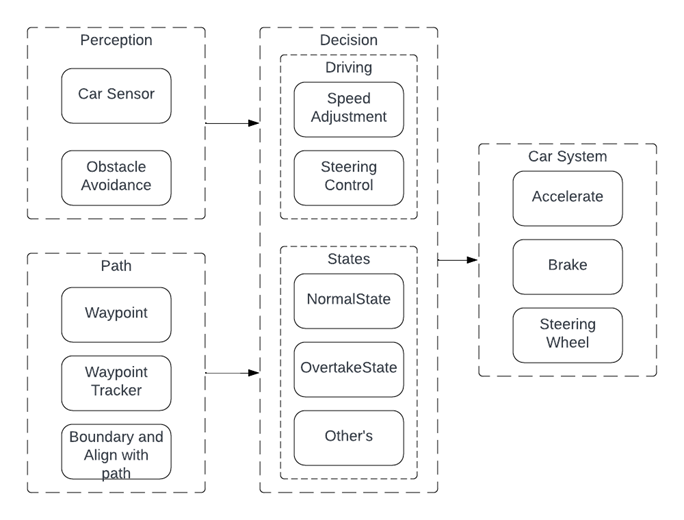 Perception
Car Sensor
Obstacle
Avoidance
Path
Waypoint
Waypoint
Tracker
Boundary and
Align with
path
Decision
Driving
Speed
Adjustment
Steering
Control
States
NormalState
OvertakeState
Other's
Car System
Accelerate
Brake
Steering
Wheel